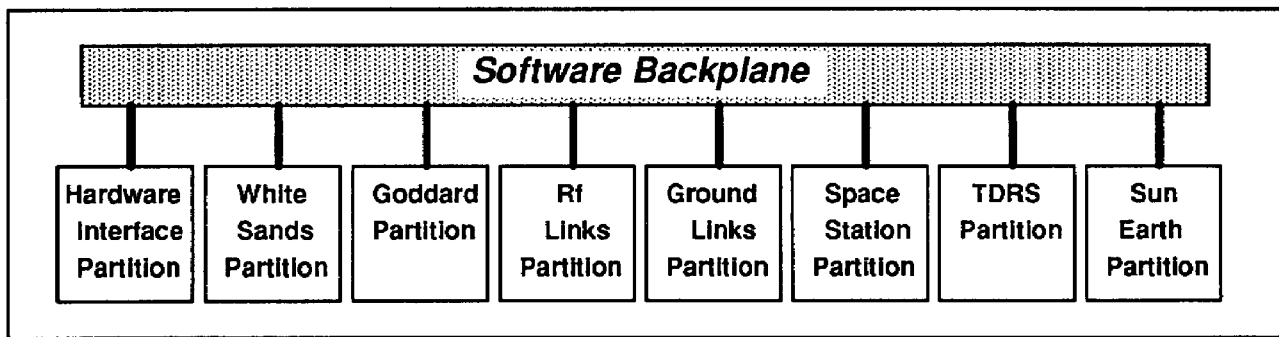 Software Backplane
Hardware
Interface
Partition
White
Sands
Partition
Goddard
Partition
Rf
Links
Partition
Ground
Links
Partition
Space
Station
Partition
TDRS
Partition
Sun
Earth
Partition